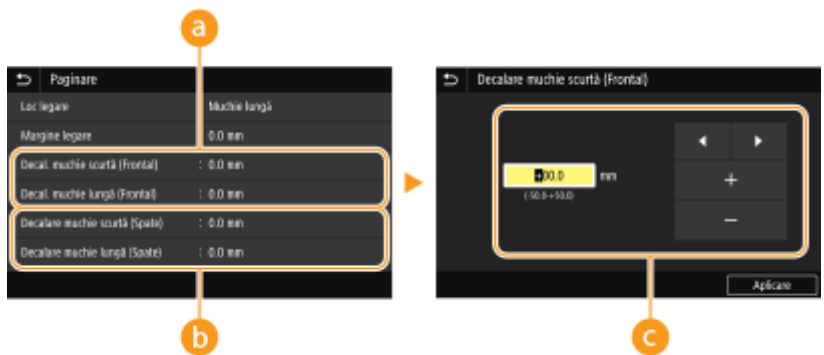 a
Paginare
Loc legare Muchie lungă
Margine legare 0.0 mm
Decal. muchie scurtă (Frontal) : 0.0 mm
Decal. muchie lungă (Frontal) : 0.0 mm
Decalare muchie scurtă (Spate) : 0.0 mm
Decalare muchie lungă (Spate) : 0.0 mm
b
Decalare muchie scurtă (Frontal)
+00.0 mm
(-50.0-+50.0)
+
−
Aplicare
c